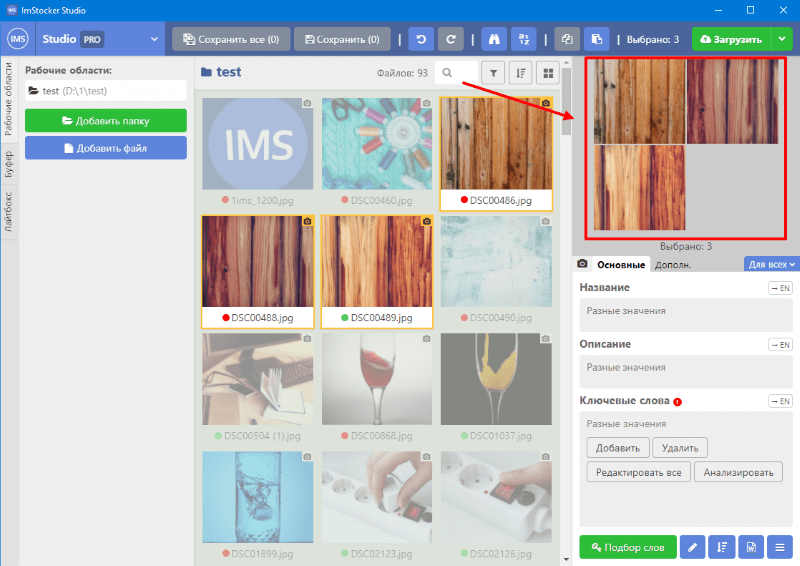 ImStocker Studio
IMS Studio PRO
Сохранить все (0)
Сохранить (0)
Выбрано: 3
Загрузить
Рабочие области
Буфер
Лайтбокс
Рабочие области:
test (D:\1\test)
Добавить папку
Добавить файл
test
Файлов: 93
IMS
1ims_1200.jpg
DSC00460.jpg
DSC00486.jpg
DSC00488.jpg
DSC00489.jpg
DSC00490.jpg
DSC00504 (1).jpg
DSC00868.jpg
DSC01037.jpg
DSC01899.jpg
DSC02123.jpg
DSC02126.jpg
Выбрано: 3
Основные
Дополн.
Для всех
Название
→ EN
Разные значения
Описание
→ EN
Разные значения
Ключевые слова
→ EN
Разные значения
Добавить
Удалить
Редактировать все
Анализировать
Подбор слов